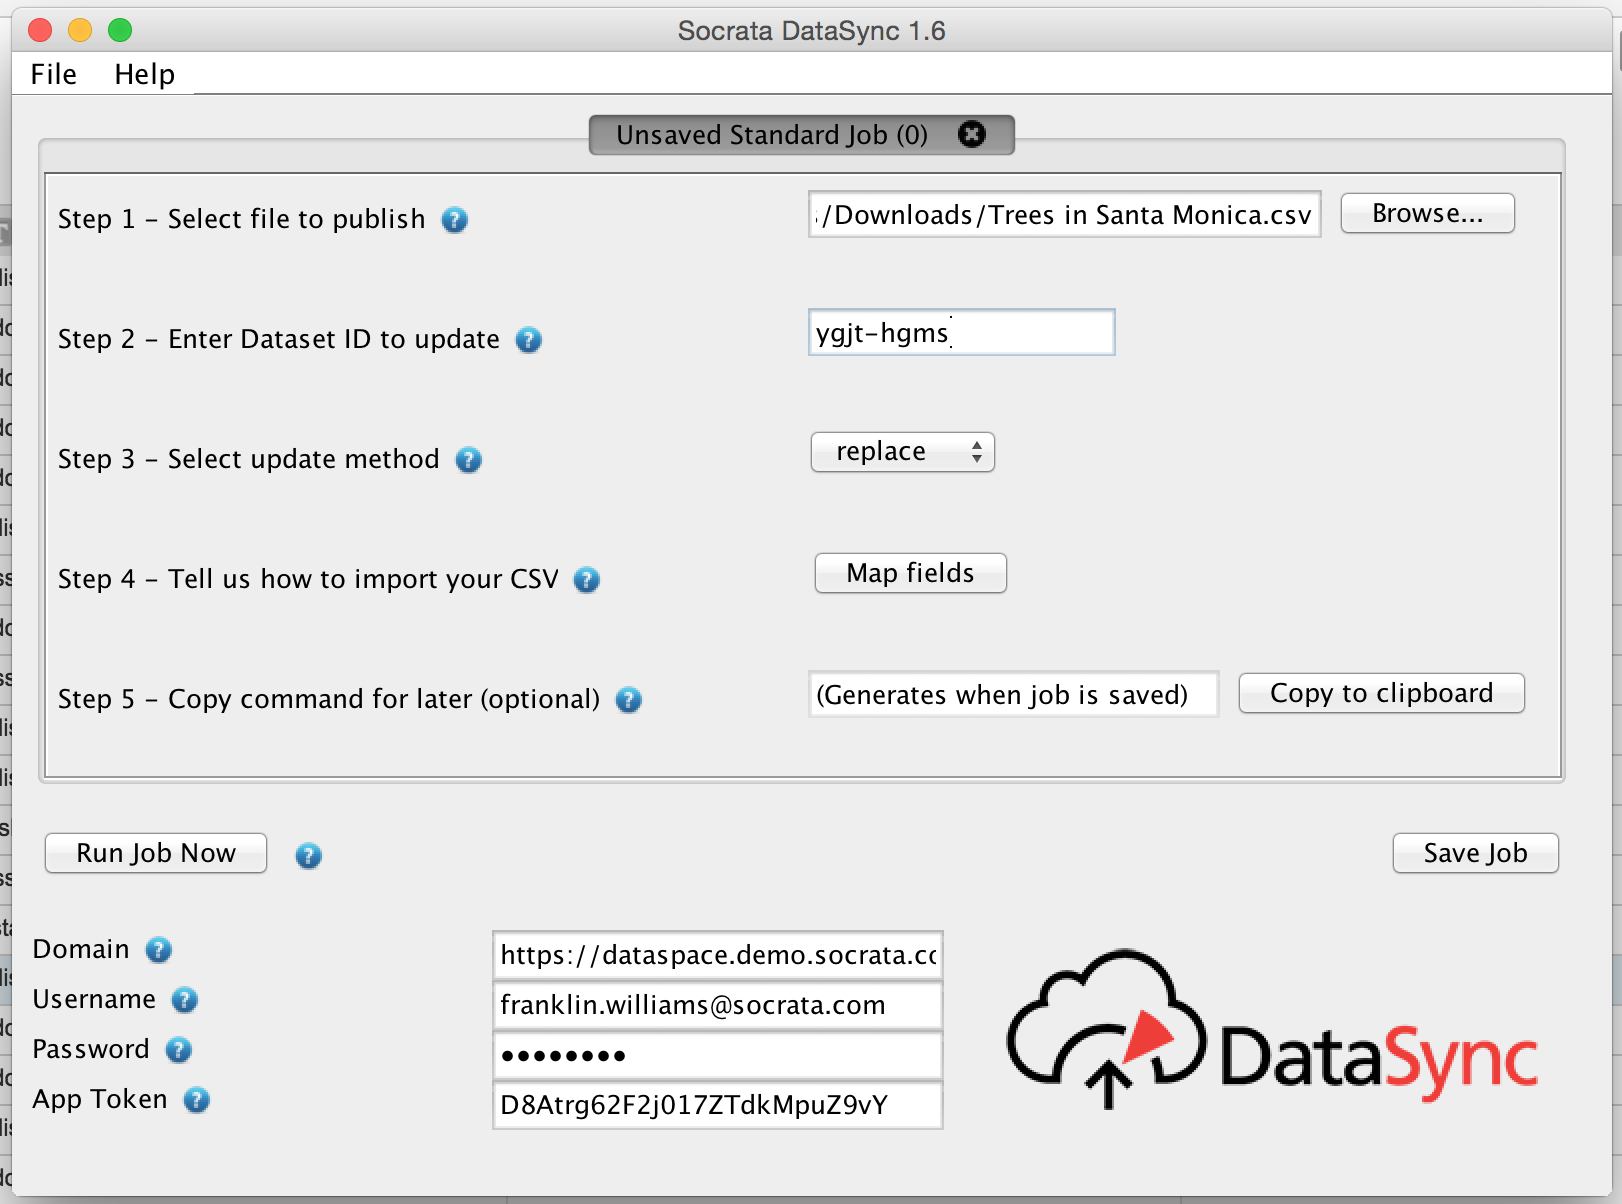 Socrata DataSync 1.6
File Help
Unsaved Standard Job (0)
Step 1 – Select file to publish ? /Downloads/Trees in Santa Monica.csv Browse...
Step 2 – Enter Dataset ID to update ? ygjt–hgms
Step 3 – Select update method ? replace
Step 4 – Tell us how to import your CSV ? Map fields
Step 5 – Copy command for later (optional) ? (Generates when job is saved) Copy to clipboard
Run Job Now ? Save Job
Domain ? https://dataspace.demo.socrata.cc
Username ? franklin.williams@socrata.com
Password ? ••••••••
App Token ? D8Atrg62F2j017ZTdkMpuZ9vY
DataSync